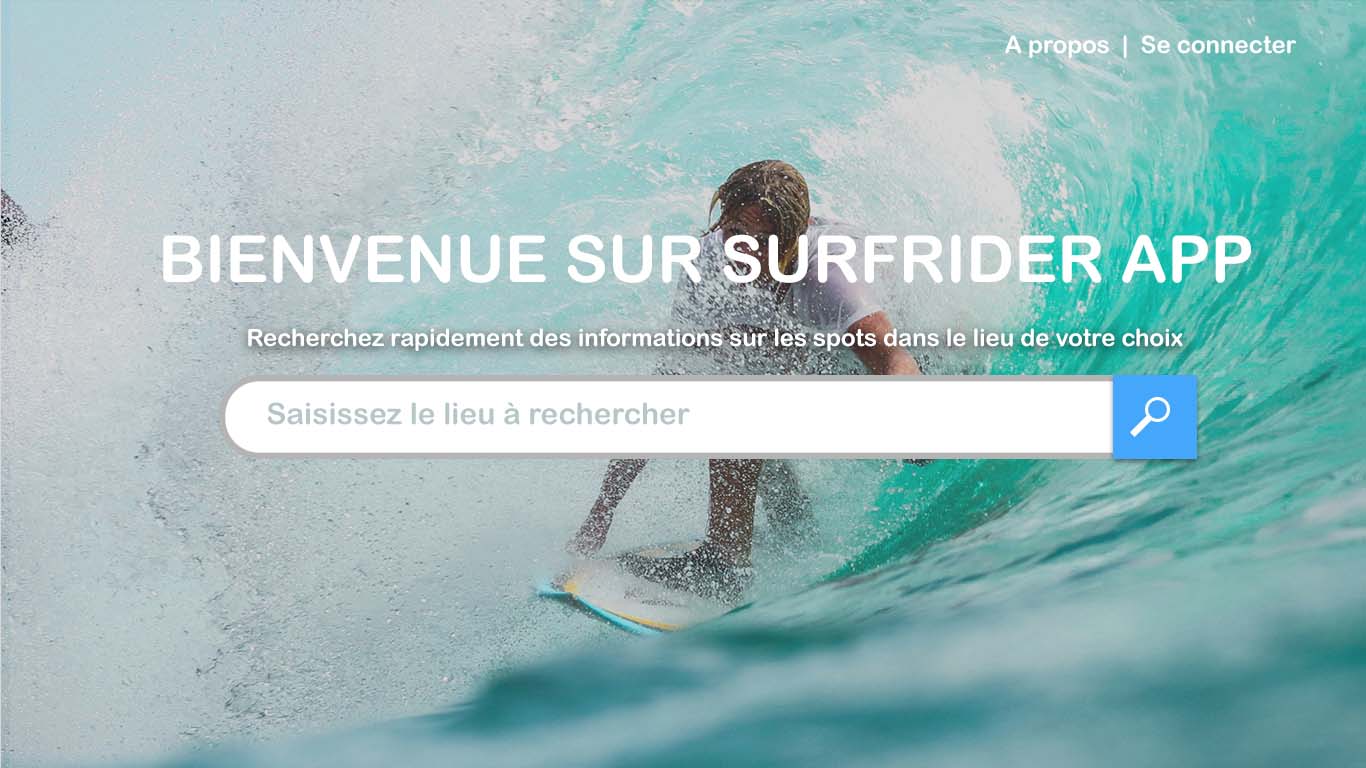 A propos | Se connecter
BIENVENUE SUR SURFRIDER APP
Recherchez rapidement des informations sur les spots dans le lieu de votre choix
Saisissez le lieu à rechercher